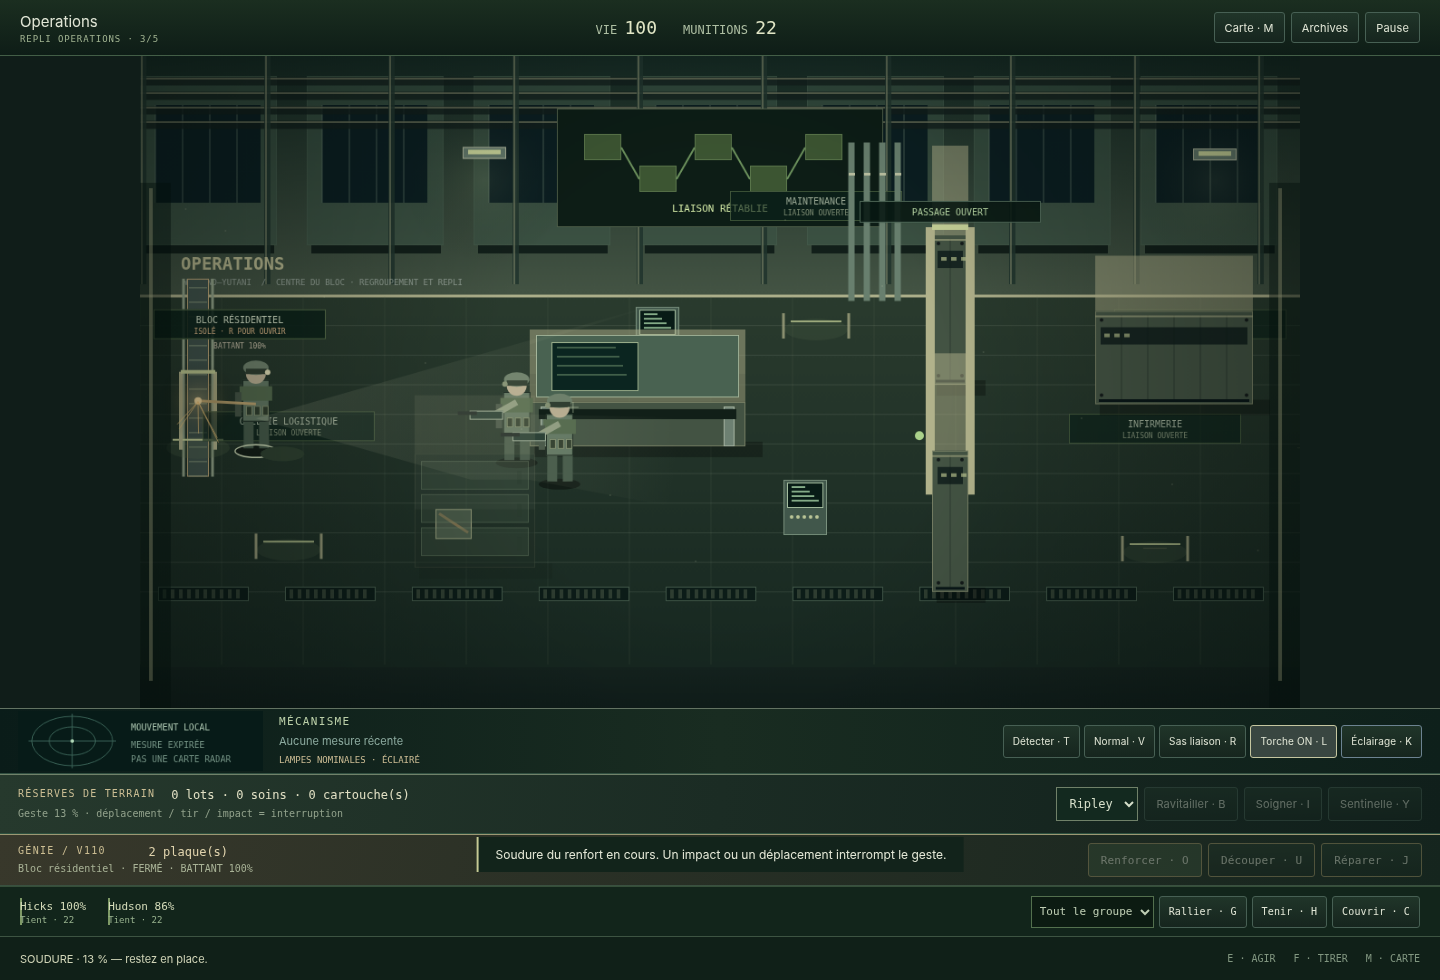 Operations
REPLI OPERATIONS · 3/5
VIE 100 MUNITIONS 22
Carte · M
Archives
Pause
LIAISON RÉTABLIE
MAINTENANCE
LIAISON OUVERTE
PASSAGE OUVERT
OPERATIONS
CENTRE DU BLOC · REGROUPEMENT ET REPLI
BLOC RÉSIDENTIEL
ISOLÉ · R POUR OUVRIR
BATTANT 100%
LOGISTIQUE
OUVERTE
INFIRMERIE
LIAISON OUVERTE
MOUVEMENT LOCAL
MESURE EXPIRÉE
PAS UNE CARTE RADAR
MÉCANISME
Aucune mesure récente
LAMPES NOMINALES · ÉCLAIRÉ
Détecter · T
Normal · V
Sas liaison · R
Torche ON · L
Éclairage · K
RÉSERVES DE TERRAIN 0 lots · 0 soins · 0 cartouche(s)
Geste 13 % · déplacement / tir / impact = interruption
Ripley
Ravitailler · B
Soigner · I
Sentinelle · Y
GÉNIE / V110 2 plaque(s)
Bloc résidentiel · FERMÉ · BATTANT 100%
Soudure du renfort en cours. Un impact ou un déplacement interrompt le geste.
Renforcer · O
Découper · U
Réparer · J
Hicks 100%
Tient · 22
Hudson 86%
Tient · 22
Tout le groupe
Rallier · G
Tenir · H
Couvrir · C
SOUDURE · 13 % — restez en place.
E · AGIR F · TIRER M · CARTE